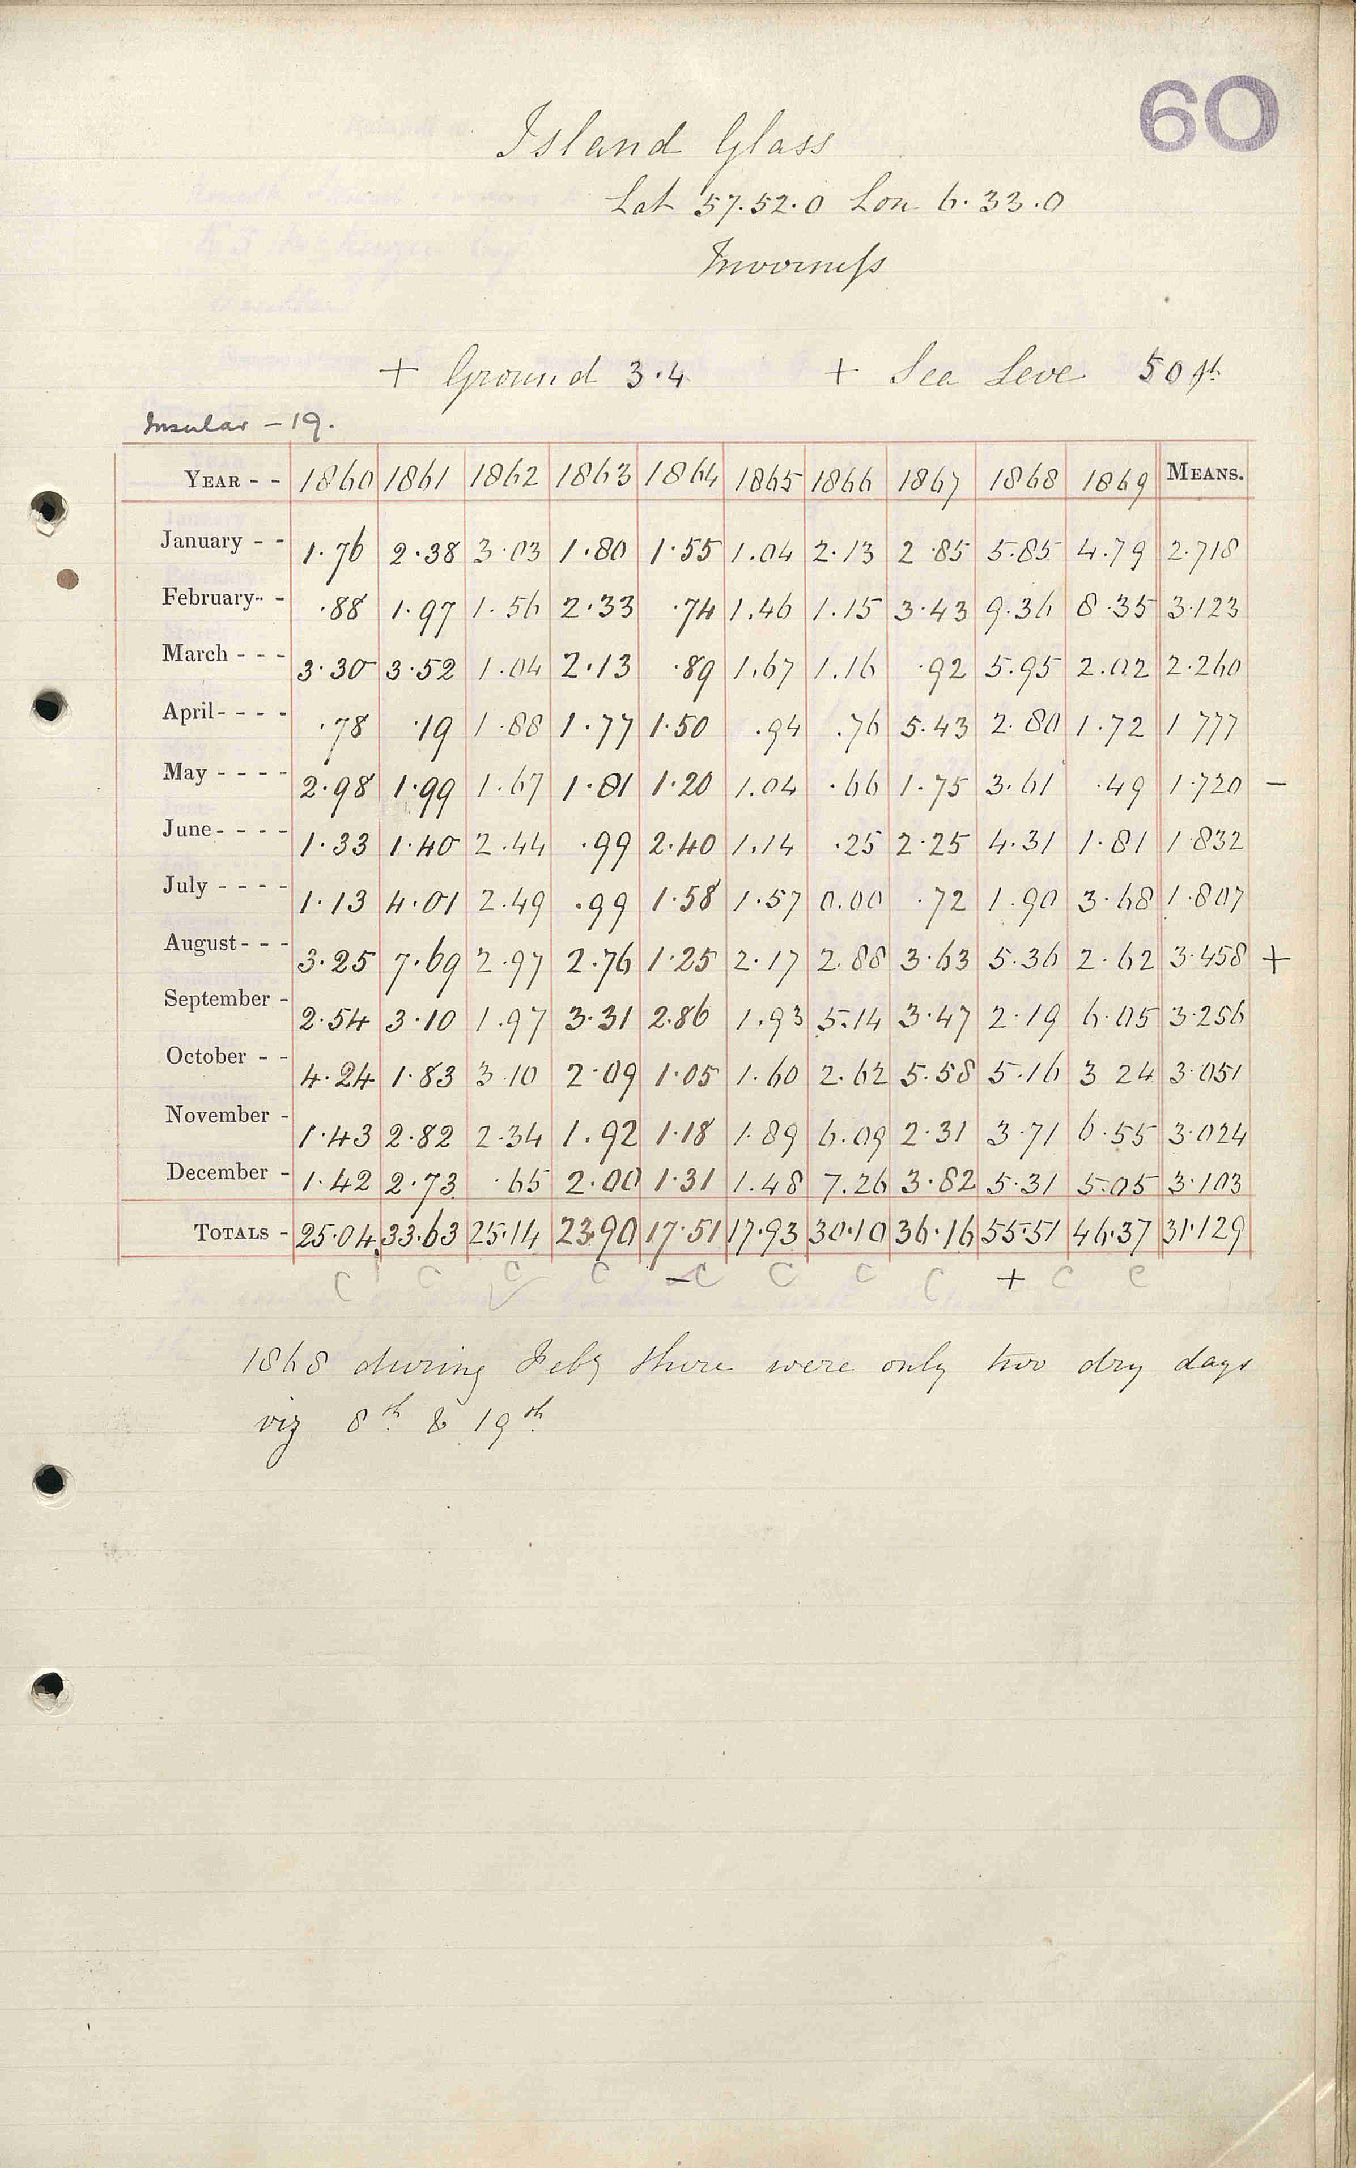 60
Island Glass
Lat 57.52.0 Lon 6.33.0
Inverness
+ Ground 3.4 + Sea Level 50 ft
Insular - 19.
YEAR - - 1860 1861 1862 1863 1864 1865 1866 1867 1868 1869 MEANS.
January - - 1.76 2.38 3.03 1.80 1.55 1.04 2.13 2.85 5.85 4.79 2.718
February - - .88 1.97 1.56 2.33 .74 1.46 1.15 3.43 9.36 8.35 3.123
March - - - 3.30 3.52 1.04 2.13 .89 1.67 1.16 .92 5.95 2.02 2.260
April - - - - .78 .19 1.88 1.77 1.50 .94 .76 5.43 2.80 1.72 1.777
May - - - - 2.98 1.99 1.67 1.81 1.20 1.04 .66 1.75 3.61 .49 1.720 -
June - - - - 1.33 1.40 2.44 .99 2.40 1.14 .25 2.25 4.31 1.81 1.832
July - - - - 1.13 4.01 2.49 .99 1.58 1.57 0.00 .72 1.90 3.68 1.807
August - - - 3.25 7.69 2.97 2.76 1.25 2.17 2.88 3.63 5.36 2.62 3.458 +
September - 2.54 3.10 1.97 3.31 2.86 1.93 5.14 3.47 2.19 6.05 3.256
October - - 4.24 1.83 3.10 2.09 1.05 1.60 2.62 5.58 5.16 3.24 3.051
November - 1.43 2.82 2.34 1.92 1.18 1.89 6.09 2.31 3.71 6.55 3.024
December - 1.42 2.73 .65 2.00 1.31 1.48 7.26 3.82 5.31 5.05 3.103
TOTALS - 25.04 33.63 25.14 23.90 17.51 17.93 30.10 36.16 55.51 46.37 31.129
C C C C - C C C C + C C
1868 during Feby there were only two dry days
viz 8th & 19th